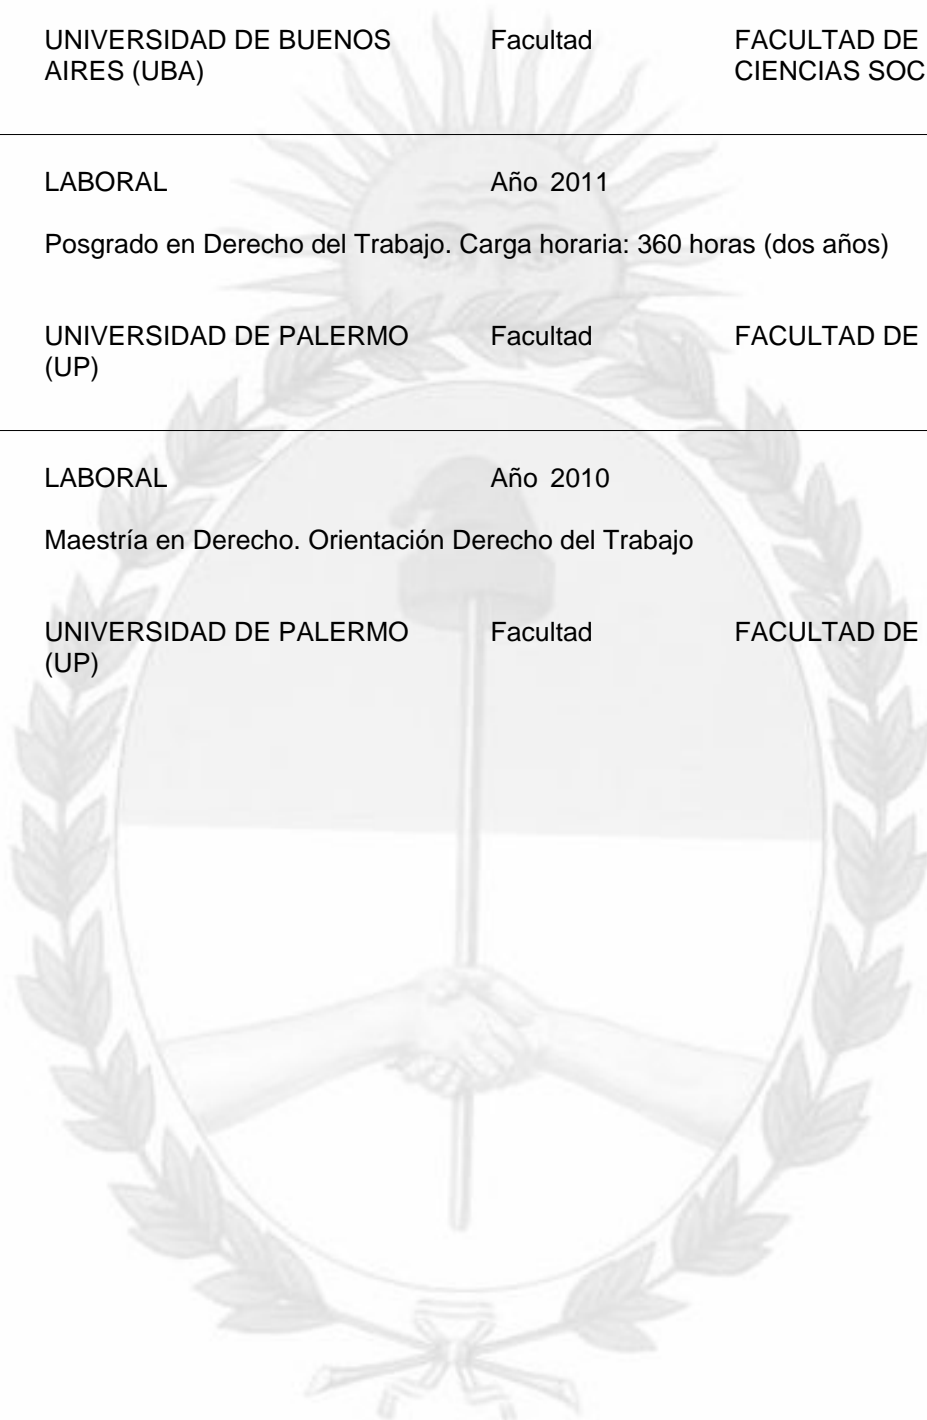 UNIVERSIDAD DE BUENOS Facultad FACULTAD DE
AIRES (UBA) CIENCIAS SOC
LABORAL Año 2011
Posgrado en Derecho del Trabajo. Carga horaria: 360 horas (dos años)
UNIVERSIDAD DE PALERMO Facultad FACULTAD DE
(UP)
LABORAL Año 2010
Maestría en Derecho. Orientación Derecho del Trabajo
UNIVERSIDAD DE PALERMO Facultad FACULTAD DE
(UP)